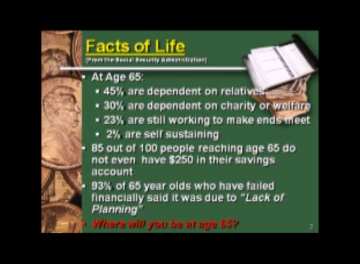 Facts of Life
(From the Social Security Administration)
• At Age 65:
• 45% are dependent on relatives
• 30% are dependent on charity or welfare
• 23% are still working to make ends meet
• 2% are self sustaining
• 85 out of 100 people reaching age 65 do
not even have $250 in their savings
account
• 93% of 65 year olds who have failed
financially said it was due to "Lack of
Planning"
• Where will you be at age 65?